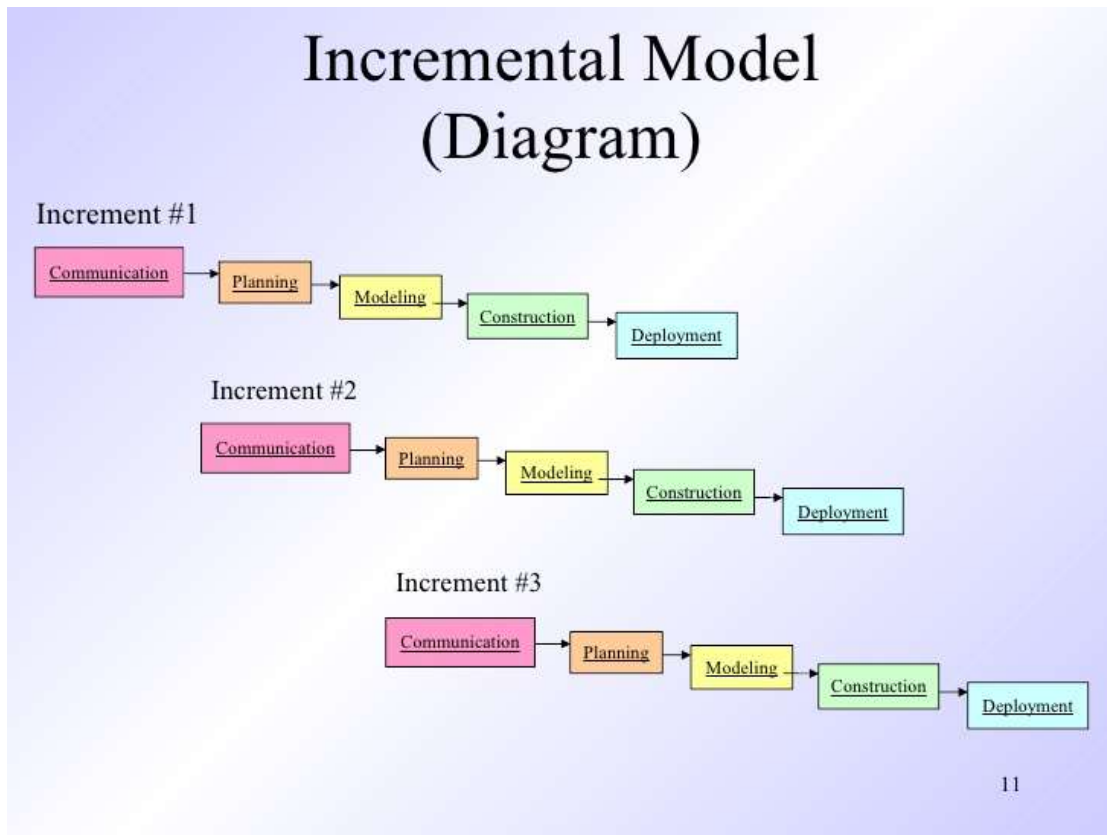 Incremental Model
(Diagram)
Increment #1
Communication
Planning
Modeling
Construction
Deployment
Increment #2
Communication
Planning
Modeling
Construction
Deployment
Increment #3
Communication
Planning
Modeling
Construction
Deployment
11